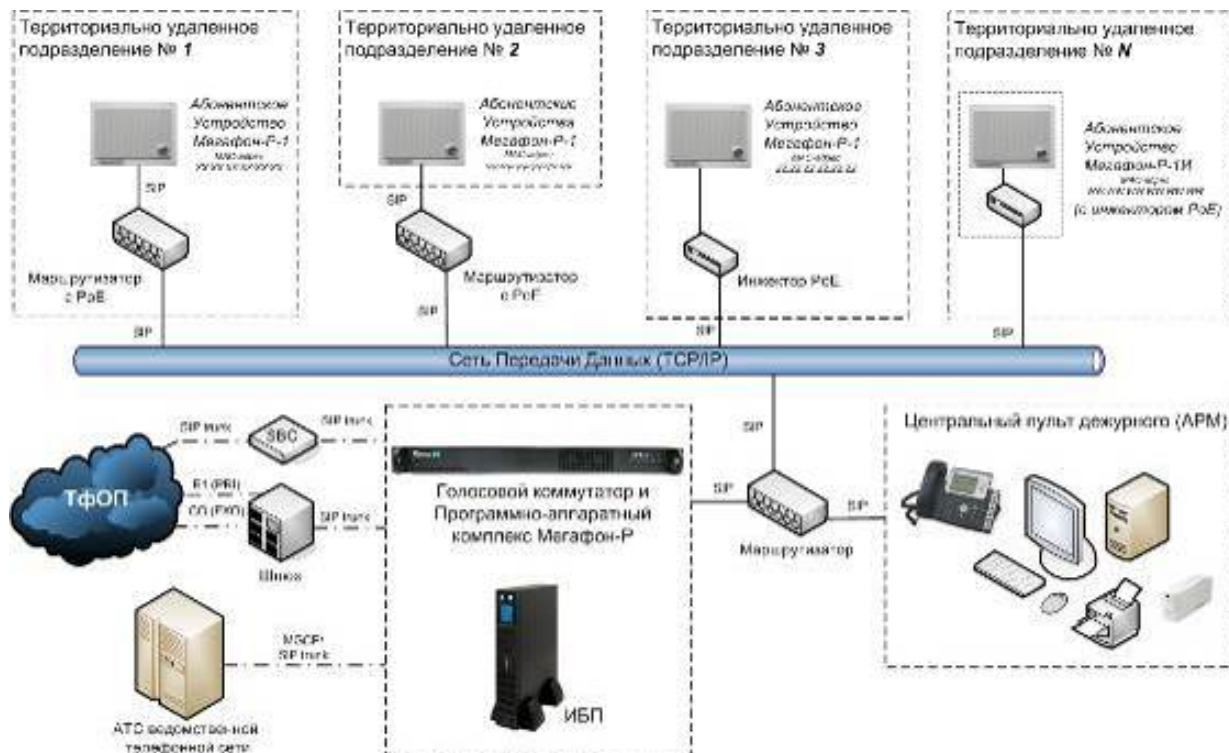 Территориально удаленное
подразделение № 1
Абонентское
Устройство
Мегафон-Р-1
SIP
Маршрутизатор
с PoE
SIP
Территориально удаленное
подразделение № 2
Абонентские
Устройства
Мегафон-Р-1
SIP
Маршрутизатор
с PoE
SIP
Территориально удаленное
подразделение № 3
Абонентское
Устройство
Мегафон-Р-1
Инжектор PoE
SIP
Территориально удаленное
подразделение № N
Абонентское
Устройство
Мегафон-Р-1И
(с инжектором PoE)
SIP
Сеть Передачи Данных (TCP/IP)
ТфОП
SIP trunk
SBC
SIP trunk
E1 (PRI)
CO (FXO)
Шлюз
SIP trunk
АТС ведомственной
телефонной сети
MGCP/
SIP trunk
Голосовой коммутатор и
Программно-аппаратный
комплекс Мегафон-Р
ИБП
SIP
SIP
Маршрутизатор
SIP
Центральный пульт дежурного (АРМ)